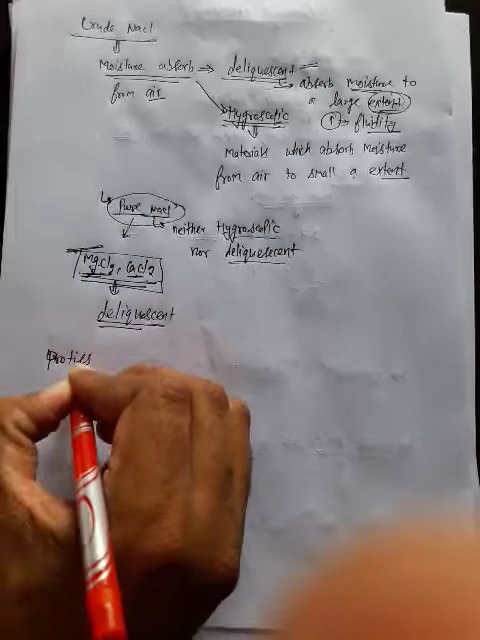 Crude NaCl
⇓
Moisture absorb ⇒ deliquescent
from air
↳ absorb Moisture to
a large extent
(↑) → fluidity
Hygroscopic
⇓
Materials which absorb Moisture
from air to small a extent
↳ Pure NaCl
↳ neither Hygroscopic
nor deliquesecent
MgCl2, CaCl2
⇓
deliquescent
Proties